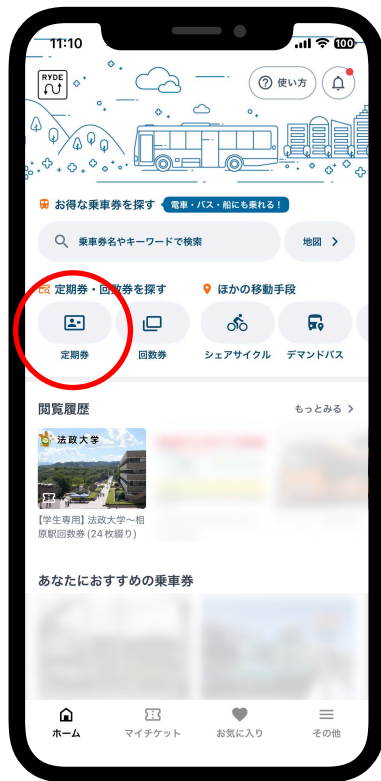 11:10
100
RYDE
使い方
お得な乗車券を探す
電車・バス・船にも乗れる！
乗車券名やキーワードで検索
地図
定期券・回数券を探す
ほかの移動手段
定期券
回数券
シェアサイクル
デマンドバス
閲覧履歴
もっとみる
法政大学
【学生専用】法政大学〜相
原駅回数券(24枚綴り)
あなたにおすすめの乗車券
ホーム
マイチケット
お気に入り
その他